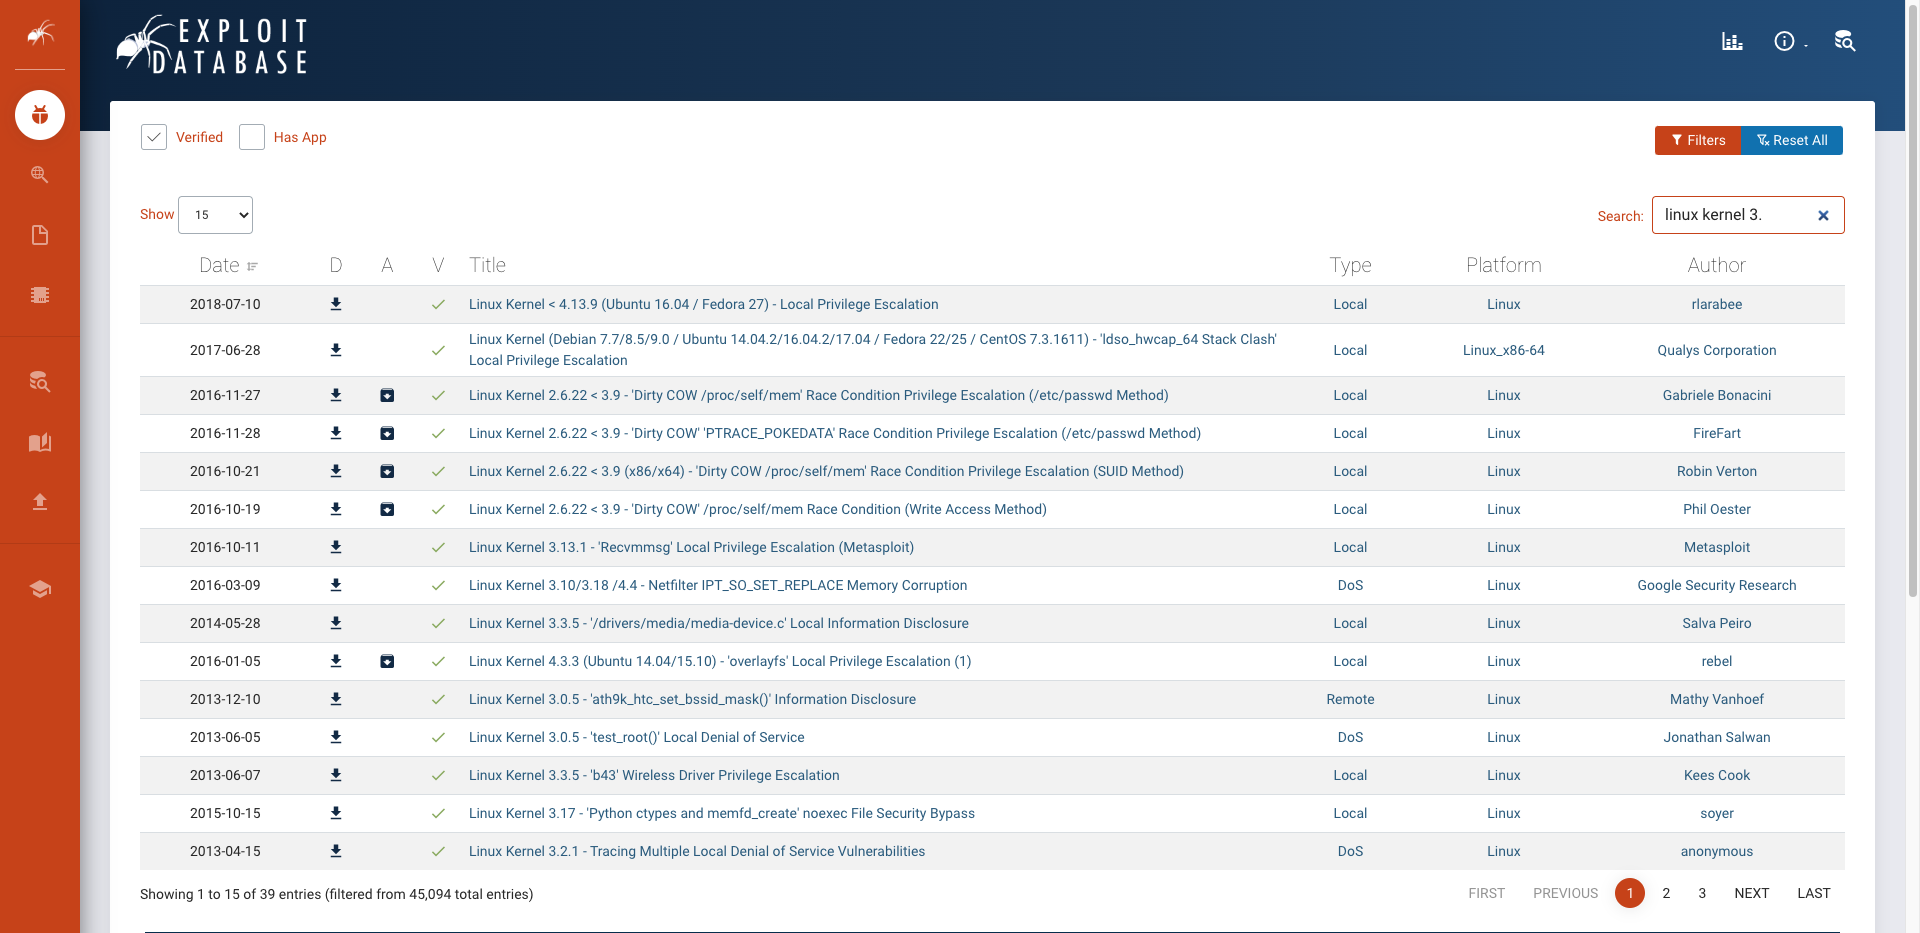 EXPLOIT
DATABASE
Verified Has App
Filters Reset All
Show 15
Search: linux kernel 3.
Date D A V Title Type Platform Author
2018-07-10 Linux Kernel < 4.13.9 (Ubuntu 16.04 / Fedora 27) - Local Privilege Escalation Local Linux rlarabee
2017-06-28 Linux Kernel (Debian 7.7/8.5/9.0 / Ubuntu 14.04.2/16.04.2/17.04 / Fedora 22/25 / CentOS 7.3.1611) - 'ldso_hwcap_64 Stack Clash'
Local Privilege Escalation Local Linux_x86-64 Qualys Corporation
2016-11-27 Linux Kernel 2.6.22 < 3.9 - 'Dirty COW /proc/self/mem' Race Condition Privilege Escalation (/etc/passwd Method) Local Linux Gabriele Bonacini
2016-11-28 Linux Kernel 2.6.22 < 3.9 - 'Dirty COW' 'PTRACE_POKEDATA' Race Condition Privilege Escalation (/etc/passwd Method) Local Linux FireFart
2016-10-21 Linux Kernel 2.6.22 < 3.9 (x86/x64) - 'Dirty COW /proc/self/mem' Race Condition Privilege Escalation (SUID Method) Local Linux Robin Verton
2016-10-19 Linux Kernel 2.6.22 < 3.9 - 'Dirty COW' /proc/self/mem Race Condition (Write Access Method) Local Linux Phil Oester
2016-10-11 Linux Kernel 3.13.1 - 'Recvmmsg' Local Privilege Escalation (Metasploit) Local Linux Metasploit
2016-03-09 Linux Kernel 3.10/3.18 /4.4 - Netfilter IPT_SO_SET_REPLACE Memory Corruption DoS Linux Google Security Research
2014-05-28 Linux Kernel 3.3.5 - '/drivers/media/media-device.c' Local Information Disclosure Local Linux Salva Peiro
2016-01-05 Linux Kernel 4.3.3 (Ubuntu 14.04/15.10) - 'overlayfs' Local Privilege Escalation (1) Local Linux rebel
2013-12-10 Linux Kernel 3.0.5 - 'ath9k_htc_set_bssid_mask()' Information Disclosure Remote Linux Mathy Vanhoef
2013-06-05 Linux Kernel 3.0.5 - 'test_root()' Local Denial of Service DoS Linux Jonathan Salwan
2013-06-07 Linux Kernel 3.3.5 - 'b43' Wireless Driver Privilege Escalation Local Linux Kees Cook
2015-10-15 Linux Kernel 3.17 - 'Python ctypes and memfd_create' noexec File Security Bypass Local Linux soyer
2013-04-15 Linux Kernel 3.2.1 - Tracing Multiple Local Denial of Service Vulnerabilities DoS Linux anonymous
Showing 1 to 15 of 39 entries (filtered from 45,094 total entries) FIRST PREVIOUS 1 2 3 NEXT LAST